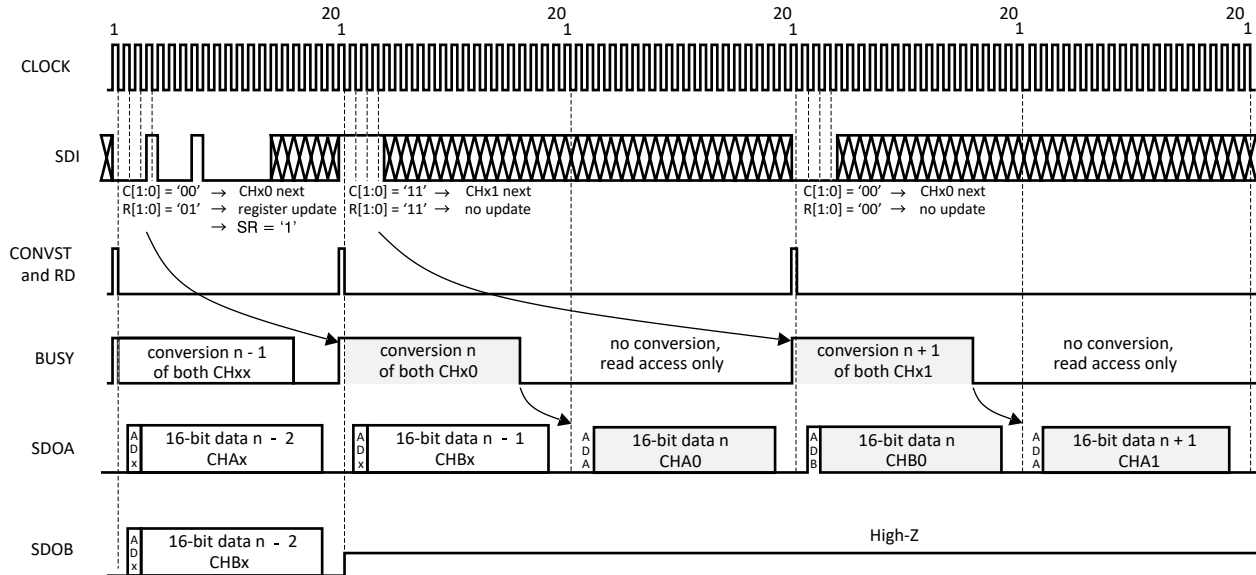 20 20 20 20
1 1 1 1 1
CLOCK
SDI
C[1:0] = '00' → CHx0 next
R[1:0] = '01' → register update
→ SR = '1'
C[1:0] = '11' → CHx1 next
R[1:0] = '11' → no update
C[1:0] = '00' → CHx0 next
R[1:0] = '00' → no update
CONVST
and RD
BUSY
conversion n - 1
of both CHxx
conversion n
of both CHx0
no conversion,
read access only
conversion n + 1
of both CHx1
no conversion,
read access only
SDOA
ADx
16-bit data n - 2
CHAx
ADx
16-bit data n - 1
CHBx
ADA
16-bit data n
CHA0
ADB
16-bit data n
CHB0
ADA
16-bit data n + 1
CHA1
SDOB
ADx
16-bit data n - 2
CHBx
High-Z